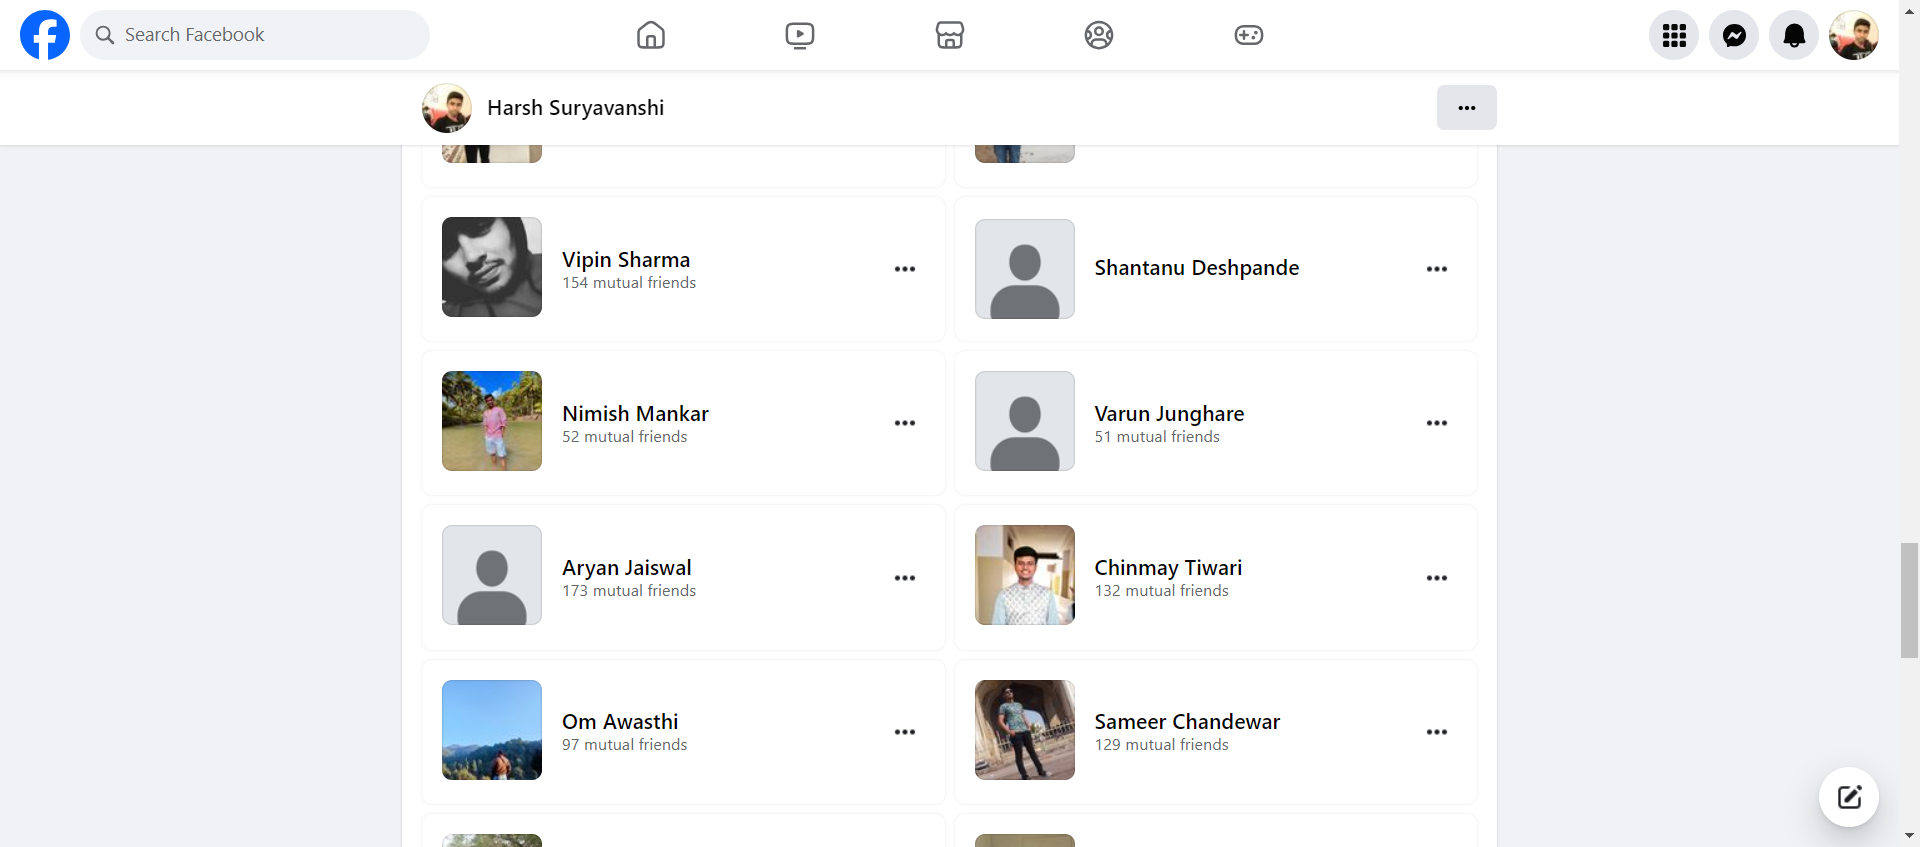 Search Facebook
Harsh Suryavanshi
Vipin Sharma
154 mutual friends
Shantanu Deshpande
Nimish Mankar
52 mutual friends
Varun Junghare
51 mutual friends
Aryan Jaiswal
173 mutual friends
Chinmay Tiwari
132 mutual friends
Om Awasthi
97 mutual friends
Sameer Chandewar
129 mutual friends